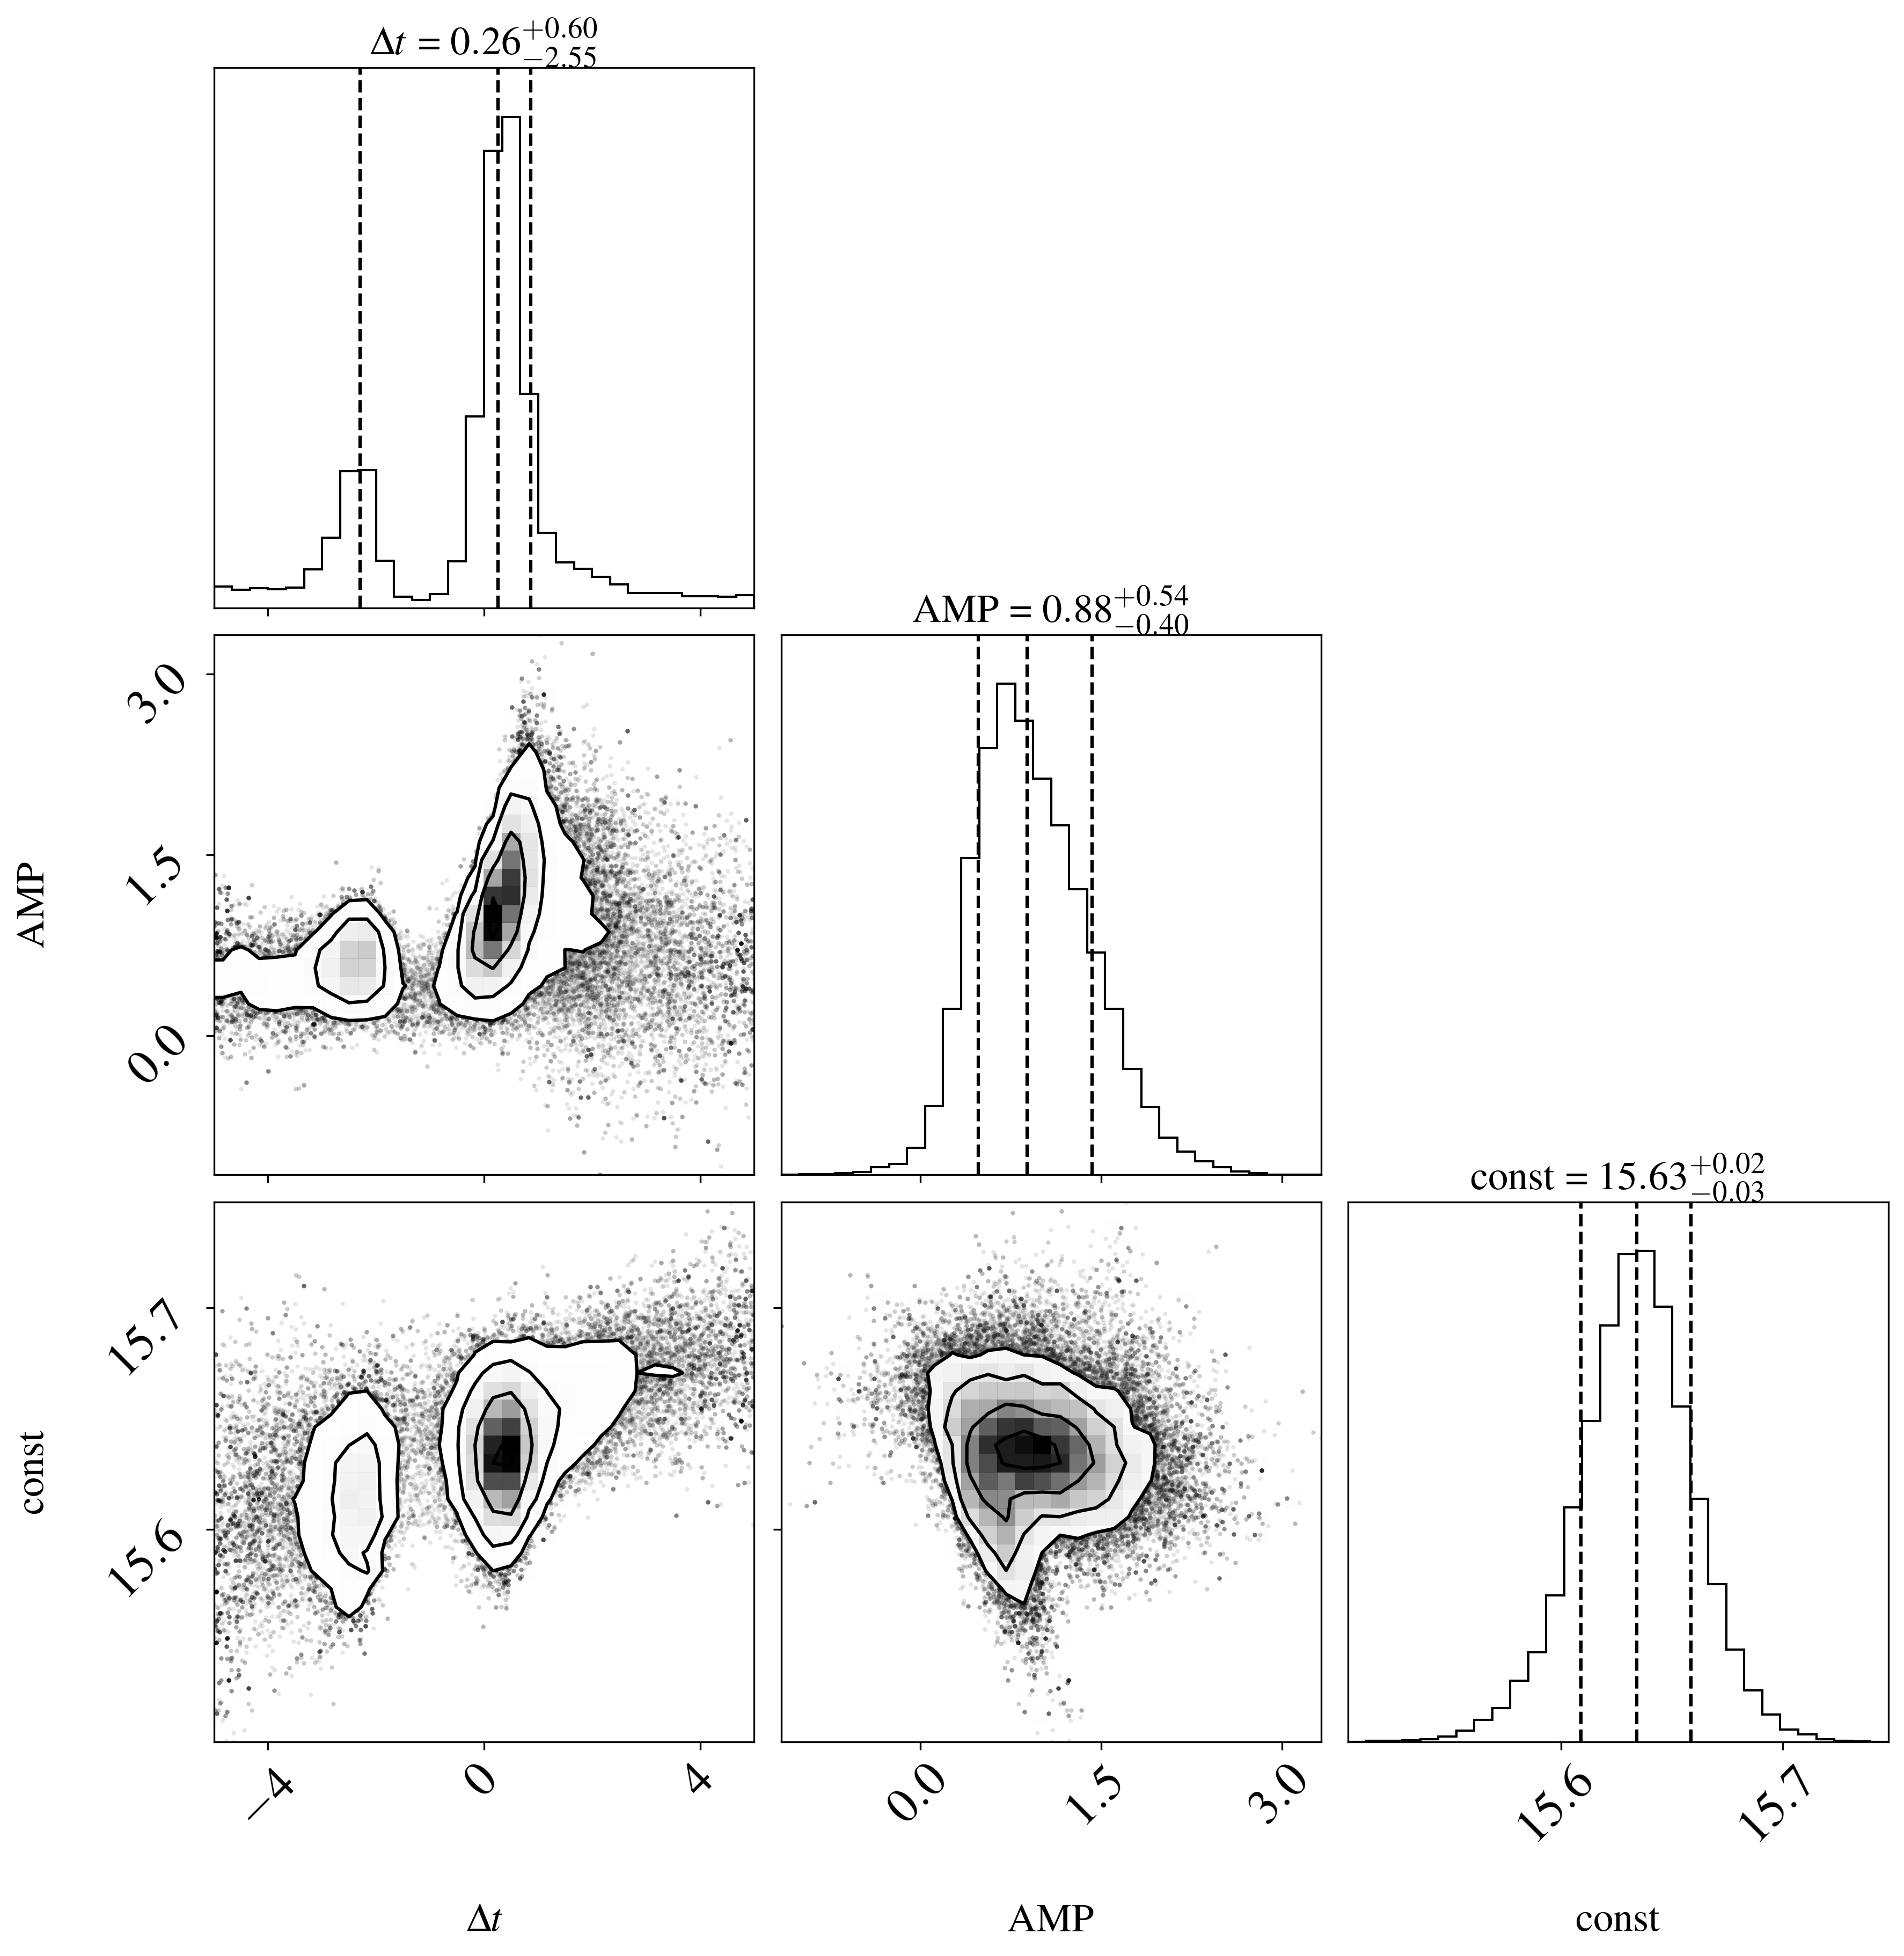 Δt = 0.26 +0.60 −2.55
AMP = 0.88 +0.54 −0.40
3.0
1.5
0.0
AMP
const = 15.63 +0.02 −0.03
15.7
15.6
const
−4 0 4 0.0 1.5 3.0 15.6 15.7
Δt AMP const